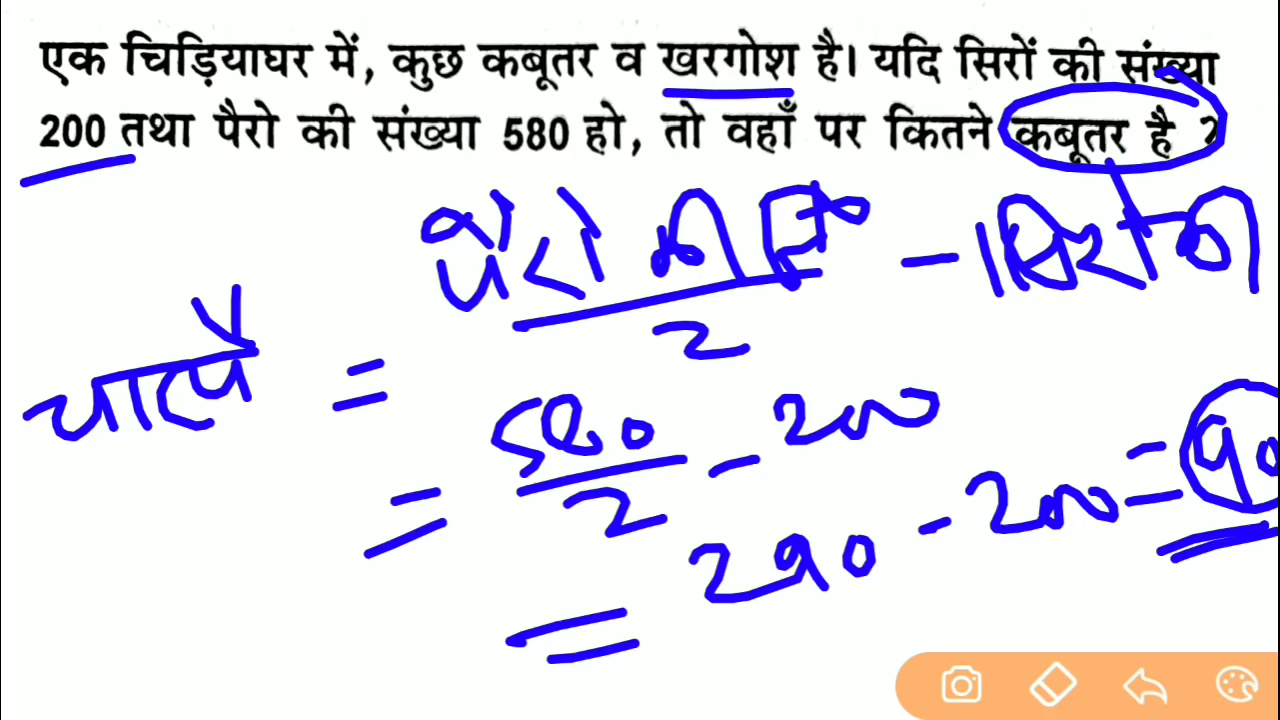 एक चिड़ियाघर में, कुछ कबूतर व खरगोश है। यदि सिरों की संख्या
200 तथा पैरो की संख्या 580 हो, तो वहाँ पर कितने कबूतर है ?
पैरो की सं० - सिरो की
2
=
= 580 - 200
2
= 290 - 200 = 90